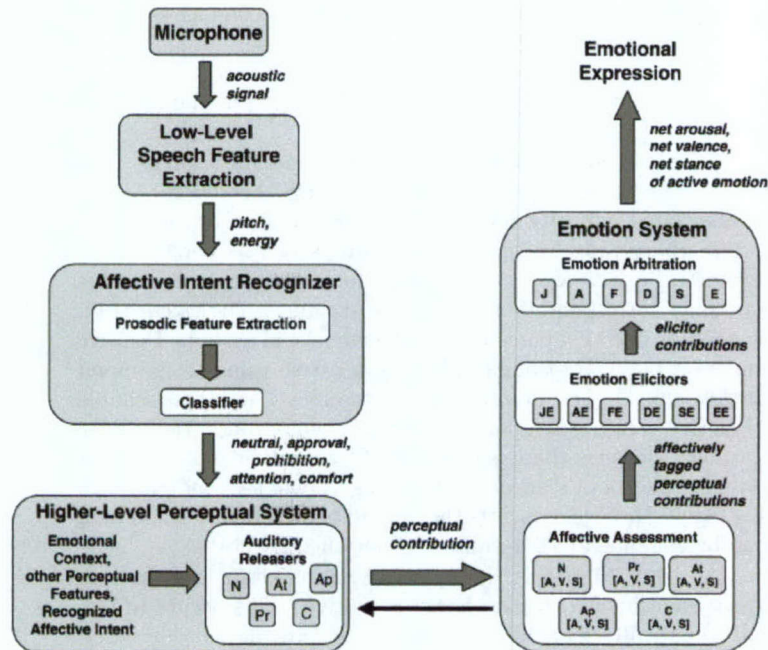 Microphone
acoustic
signal
Low-Level
Speech Feature
Extraction
pitch,
energy
Affective Intent Recognizer
Prosodic Feature Extraction
Classifier
neutral, approval,
prohibition,
attention, comfort
Higher-Level Perceptual System
Emotional
Context,
other Perceptual
Features,
Recognized
Affective Intent
Auditory
Releasers
N At Ap
Pr C
perceptual
contribution
Emotional
Expression
net arousal,
net valence,
net stance
of active emotion
Emotion System
Emotion Arbitration
J A F D S E
elicitor
contributions
Emotion Elicitors
JE AE FE DE SE EE
affectively
tagged
perceptual
contributions
Affective Assessment
N Pr At
[A, V, S] [A, V, S] [A, V, S]
Ap C
[A, V, S] [A, V, S]